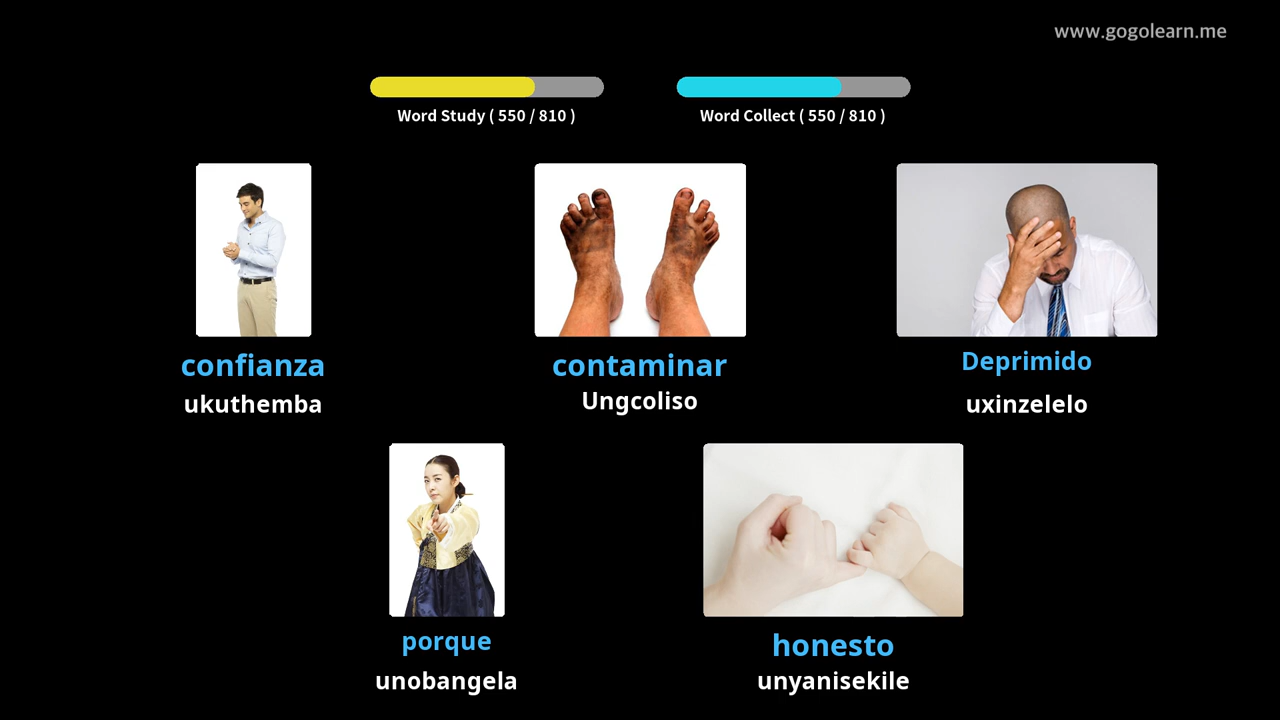 www.gogolearn.me
Word Study ( 550 / 810 )
Word Collect ( 550 / 810 )
confianza
ukuthemba
contaminar
Ungcoliso
Deprimido
uxinzelelo
porque
unobangela
honesto
unyanisekile